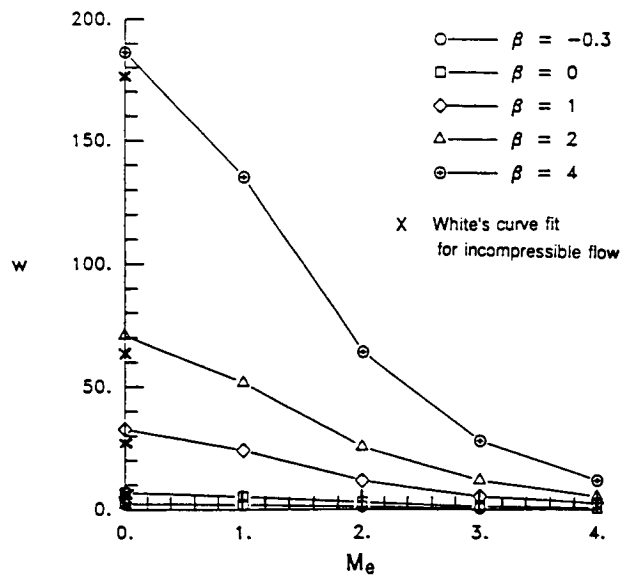 200.
150.
100.
50.
0.
w
0.
1.
2.
3.
4.
Me
β = -0.3
β = 0
β = 1
β = 2
β = 4
X White's curve fit
for incompressible flow